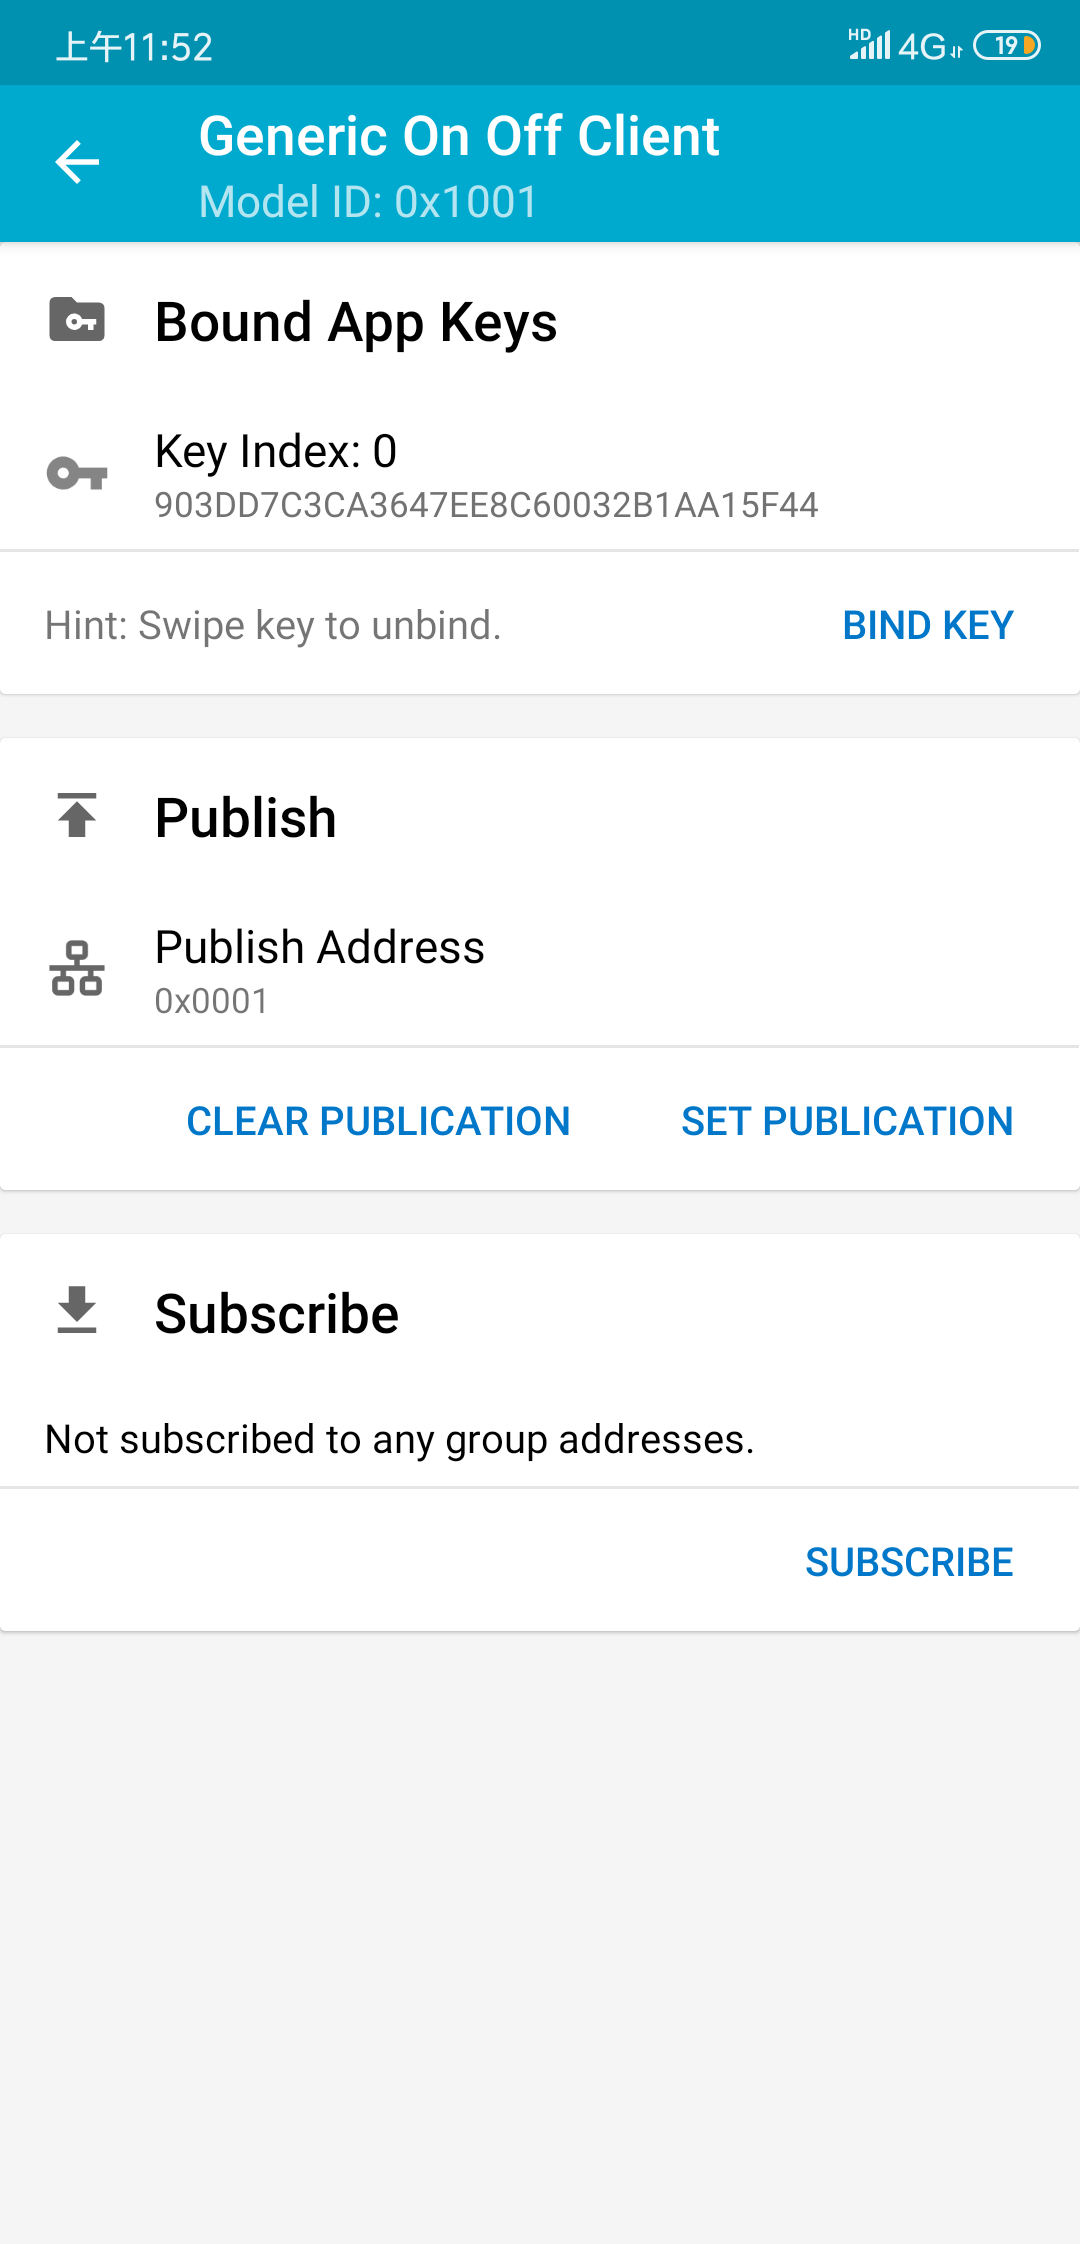 上午11:52
HD 4G 19
Generic On Off Client
Model ID: 0x1001
Bound App Keys
Key Index: 0
903DD7C3CA3647EE8C60032B1AA15F44
Hint: Swipe key to unbind.
BIND KEY
Publish
Publish Address
0x0001
CLEAR PUBLICATION
SET PUBLICATION
Subscribe
Not subscribed to any group addresses.
SUBSCRIBE